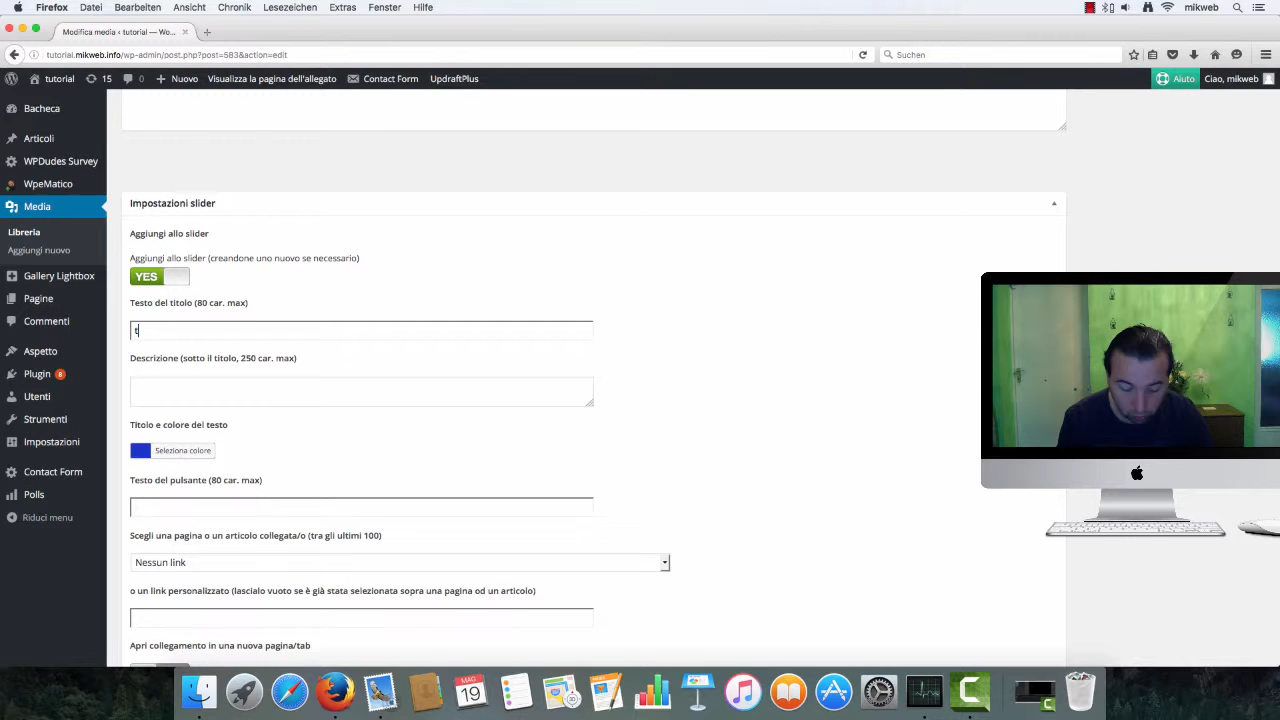 Firefox Datei Bearbeiten Ansicht Chronik Lesezeichen Extras Fenster Hilfe mikweb
Modifica media ‹ tutorial — Wo...
tutorial.mikweb.info/wp-admin/post.php?post=583&action=edit
Suchen
tutorial 15 0 Nuovo Visualizza la pagina dell'allegato Contact Form UpdraftPlus Aiuto Ciao, mikweb
Bacheca
Articoli
WPDudes Survey
WpeMatico
Media
Libreria
Aggiungi nuovo
Gallery Lightbox
Pagine
Commenti
Aspetto
Plugin 8
Utenti
Strumenti
Impostazioni
Contact Form
Polls
Riduci menu
Impostazioni slider
Aggiungi allo slider
Aggiungi allo slider (creandone uno nuovo se necessario)
YES
Testo del titolo (80 car. max)
t
Descrizione (sotto il titolo, 250 car. max)
Titolo e colore del testo
Seleziona colore
Testo del pulsante (80 car. max)
Scegli una pagina o un articolo collegata/o (tra gli ultimi 100)
Nessun link
o un link personalizzato (lascialo vuoto se è già stata selezionata sopra una pagina od un articolo)
Apri collegamento in una nuova pagina/tab
MAG
19